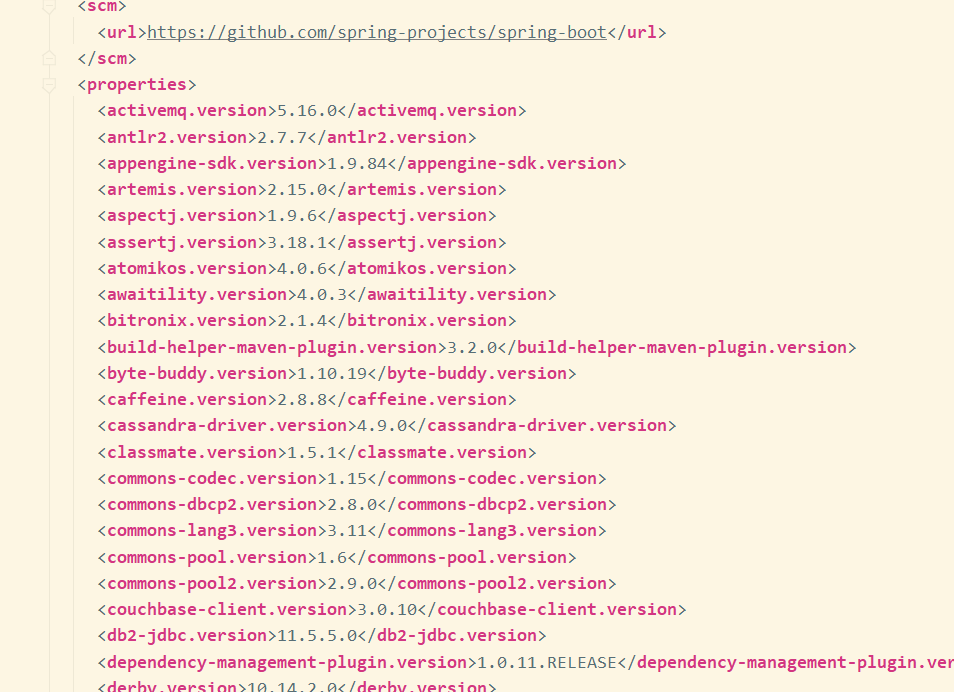 <scm>
<url>https://github.com/spring-projects/spring-boot</url>
</scm>
<properties>
<activemq.version>5.16.0</activemq.version>
<antlr2.version>2.7.7</antlr2.version>
<appengine-sdk.version>1.9.84</appengine-sdk.version>
<artemis.version>2.15.0</artemis.version>
<aspectj.version>1.9.6</aspectj.version>
<assertj.version>3.18.1</assertj.version>
<atomikos.version>4.0.6</atomikos.version>
<awaitility.version>4.0.3</awaitility.version>
<bitronix.version>2.1.4</bitronix.version>
<build-helper-maven-plugin.version>3.2.0</build-helper-maven-plugin.version>
<byte-buddy.version>1.10.19</byte-buddy.version>
<caffeine.version>2.8.8</caffeine.version>
<cassandra-driver.version>4.9.0</cassandra-driver.version>
<classmate.version>1.5.1</classmate.version>
<commons-codec.version>1.15</commons-codec.version>
<commons-dbcp2.version>2.8.0</commons-dbcp2.version>
<commons-lang3.version>3.11</commons-lang3.version>
<commons-pool.version>1.6</commons-pool.version>
<commons-pool2.version>2.9.0</commons-pool2.version>
<couchbase-client.version>3.0.10</couchbase-client.version>
<db2-jdbc.version>11.5.5.0</db2-jdbc.version>
<dependency-management-plugin.version>1.0.11.RELEASE</dependency-management-plugin.ver
<derby.version>10.14.2.0</derby.version>